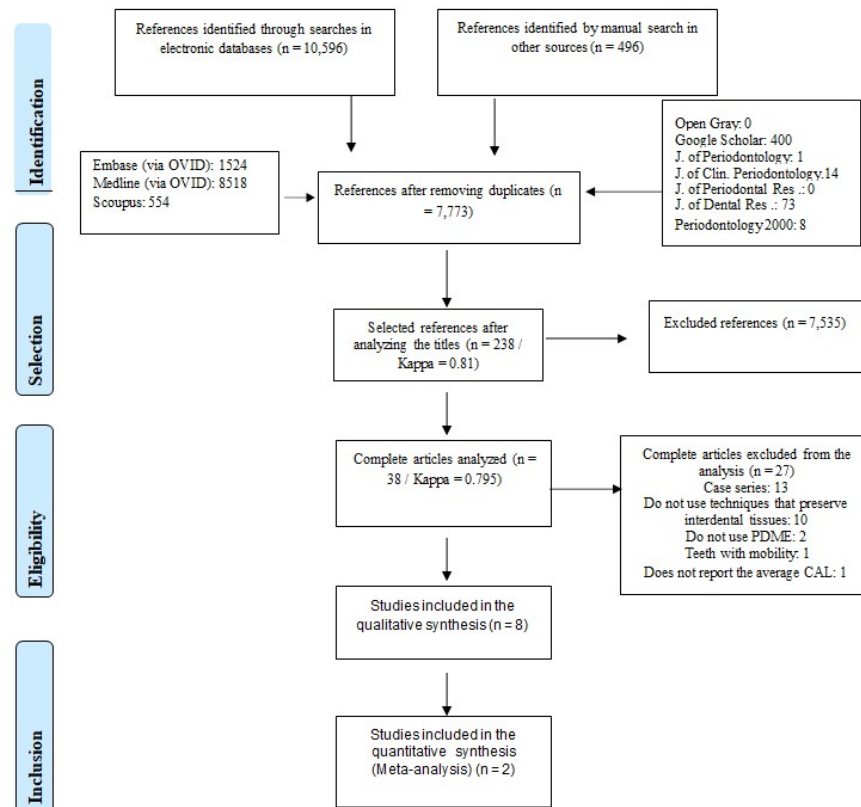 References identified through searches in
electronic databases (n = 10,596)
References identified by manual search in
other sources (n = 496)
Identification
Open Gray: 0
Google Scholar: 400
J. of Periodontology: 1
J. of Clin. Periodontology.14
J. of Periodontal Res .: 0
J. of Dental Res .: 73
Periodontology 2000: 8
Embase (via OVID): 1524
Medline (via OVID): 8518
Scoupus: 554
References after removing duplicates (n
= 7,773)
Selection
Selected references after
analyzing the titles (n = 238 /
Kappa = 0.81)
Excluded references (n = 7,535)
Eligibility
Complete articles analyzed (n =
38 / Kappa = 0.795)
Complete articles excluded from the
analysis (n = 27)
Case series: 13
Do not use techniques that preserve
interdental tissues: 10
Do not use PDME: 2
Teeth with mobility: 1
Does not report the average CAL: 1
Studies included in the
qualitative synthesis (n = 8)
Inclusion
Studies included in the
quantitative synthesis
(Meta-analysis) (n = 2)